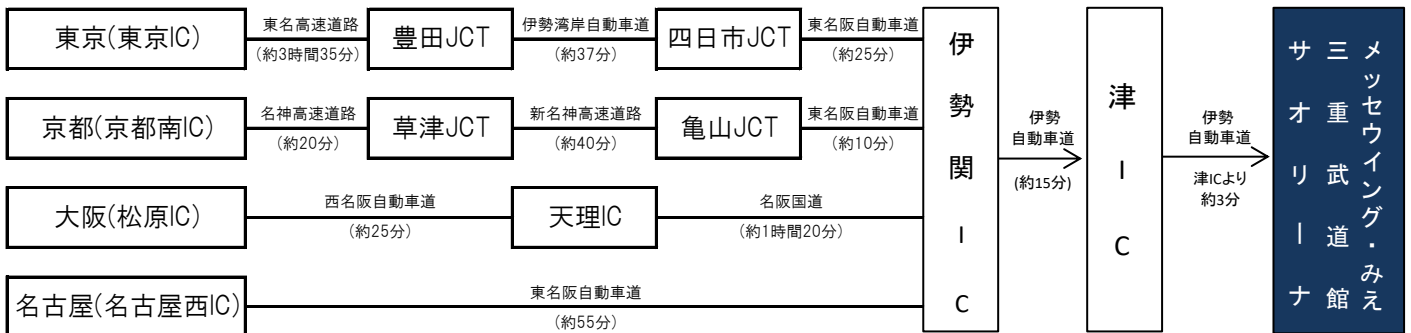 東京(東京IC)
東名高速道路
(約3時間35分)
豊田JCT
伊勢湾岸自動車道
(約37分)
四日市JCT
東名阪自動車道
(約25分)
京都(京都南IC)
名神高速道路
(約20分)
草津JCT
新名神高速道路
(約40分)
亀山JCT
東名阪自動車道
(約10分)
大阪(松原IC)
西名阪自動車道
(約25分)
天理IC
名阪国道
(約1時間20分)
名古屋(名古屋西IC)
東名阪自動車道
(約55分)
伊勢関IC
伊勢
自動車道
(約15分)
津IC
伊勢
自動車道
津ICより
約3分
メッセウイング・みえ
三重武道館
サオリーナ